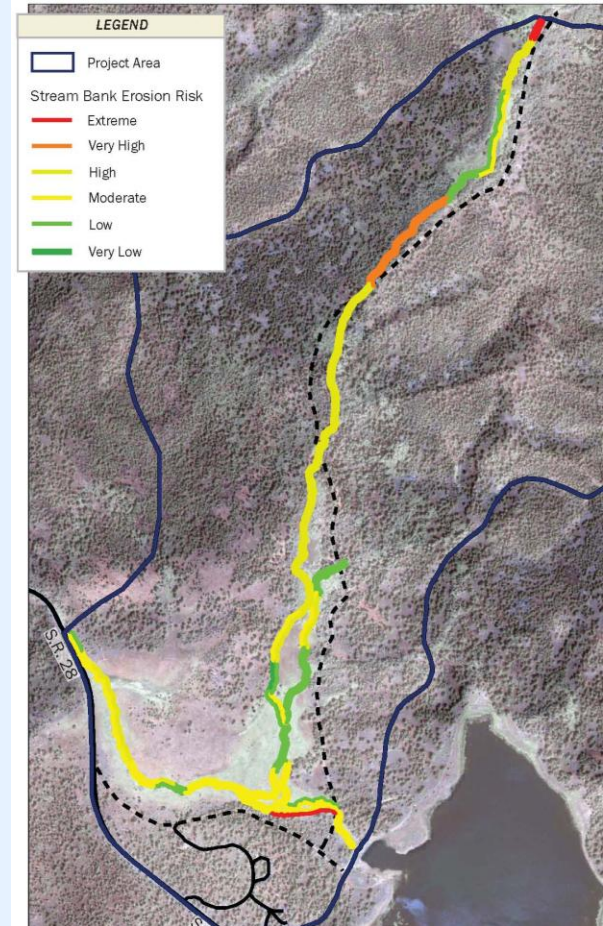 LEGEND
Project Area
Stream Bank Erosion Risk
Extreme
Very High
High
Moderate
Low
Very Low
S.R. 28